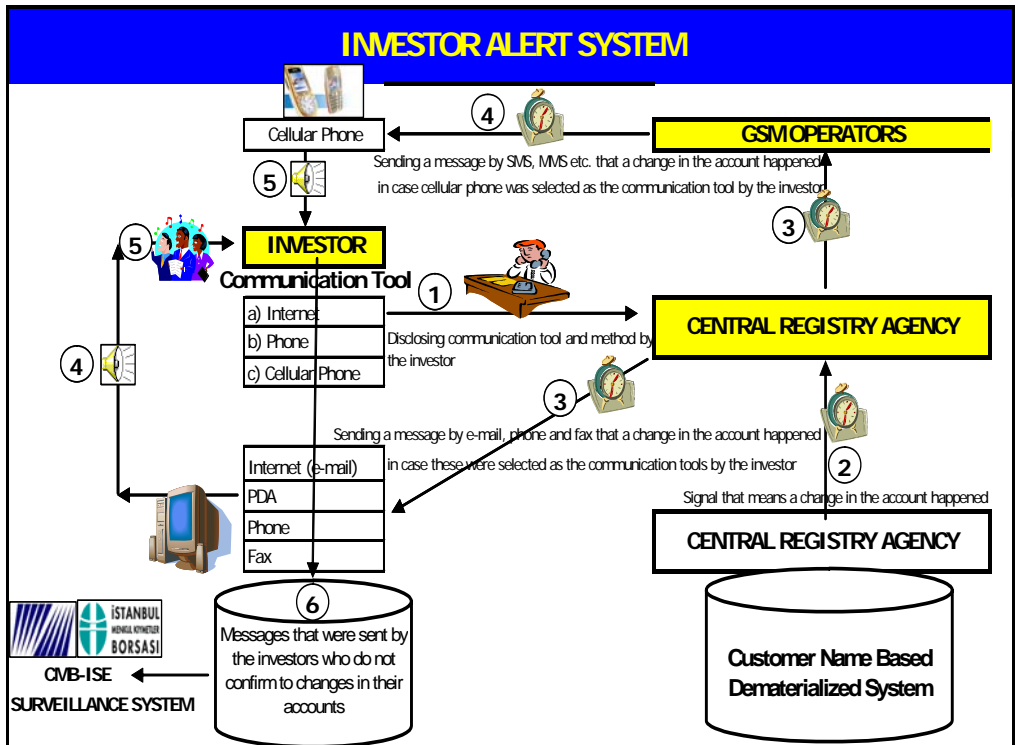 INVESTOR ALERT SYSTEM
4
Cellular Phone
GSM OPERATORS
Sending a message by SMS, MMS etc. that a change in the account happened
in case cellular phone was selected as the communication tool by the investor
5
3
5
INVESTOR
Communication Tool
1
a) Internet
b) Phone
c) Cellular Phone
Disclosing communication tool and method by
the investor
CENTRAL REGISTRY AGENCY
4
3
Sending a message by e-mail, phone and fax that a change in the account happened
in case these were selected as the communication tools by the investor
2
Internet (e-mail)
PDA
Phone
Fax
Signal that means a change in the account happened
CENTRAL REGISTRY AGENCY
6
Messages that were sent by
the investors who do not
confirm to changes in their
accounts
Customer Name Based
Dematerialized System
İSTANBUL
MENKUL KIYMETLER
BORSASI
CMB-ISE
SURVEILLANCE SYSTEM